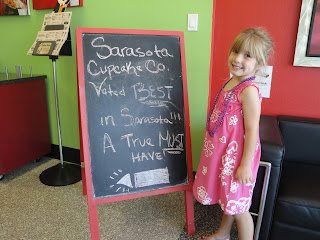 Sarasota
Cupcake Co.
Voted BEST
in Sarasota!!!
A True MUST
HAVE!